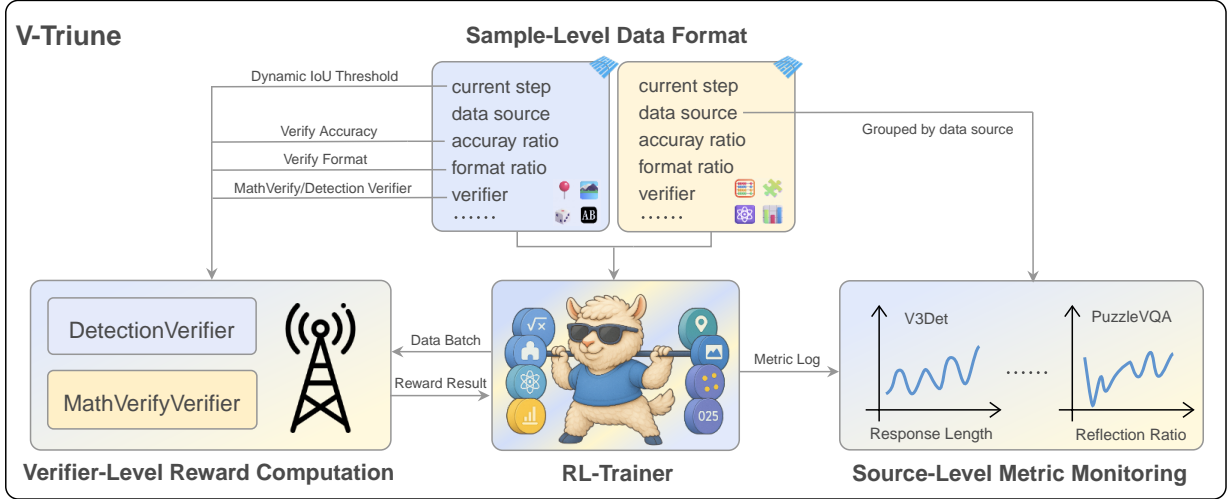 V-Triune
Sample-Level Data Format
Dynamic IoU Threshold
Verify Accuracy
Verify Format
MathVerify/Detection Verifier
current step
data source
accuray ratio
format ratio
verifier
......
AB
current step
data source
accuray ratio
format ratio
verifier
......
Grouped by data source
DetectionVerifier
MathVerifyVerifier
Verifier-Level Reward Computation
Data Batch
Reward Result
√x
025
RL-Trainer
Metric Log
V3Det
Response Length
......
PuzzleVQA
Reflection Ratio
Source-Level Metric Monitoring